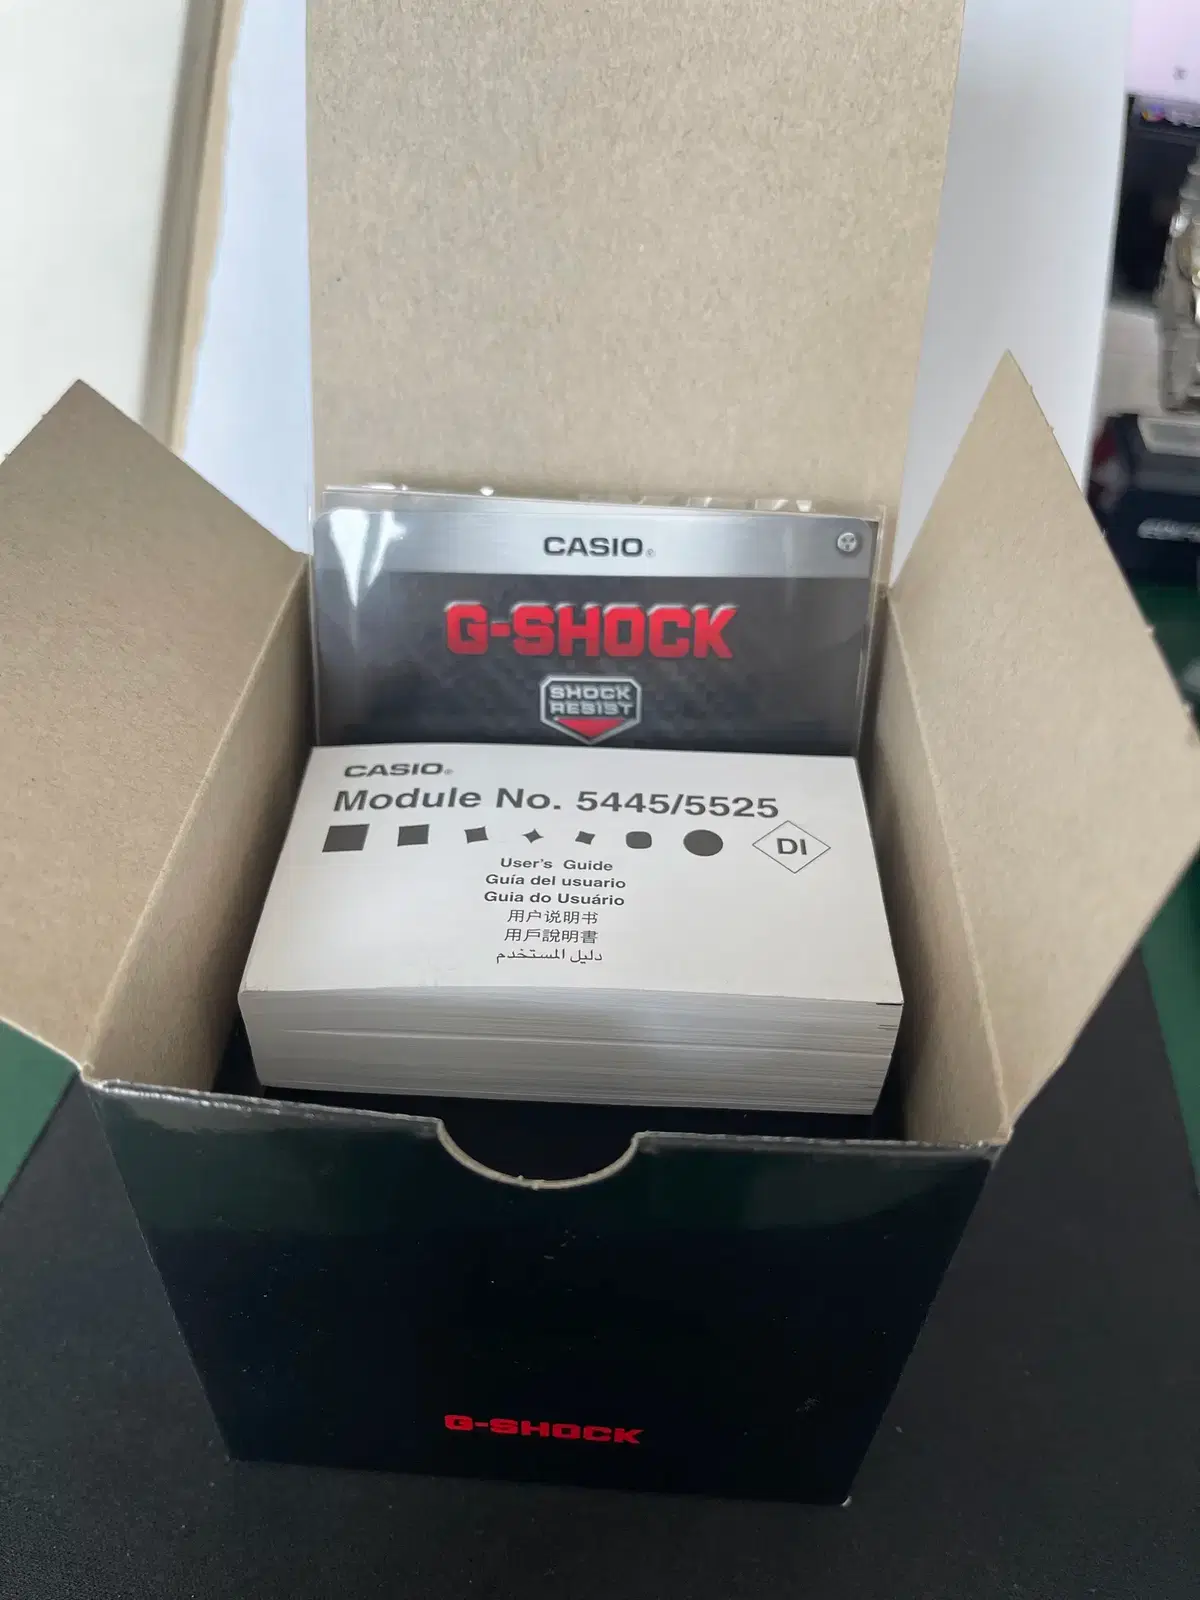 CASIO®
G-SHOCK
SHOCK
RESIST
CASIO®
Module No. 5445/5525
DI
User's Guide
Guía del usuario
Guia do Usuário
用户说明书
用戶說明書
دليل المستخدم
G-SHOCK